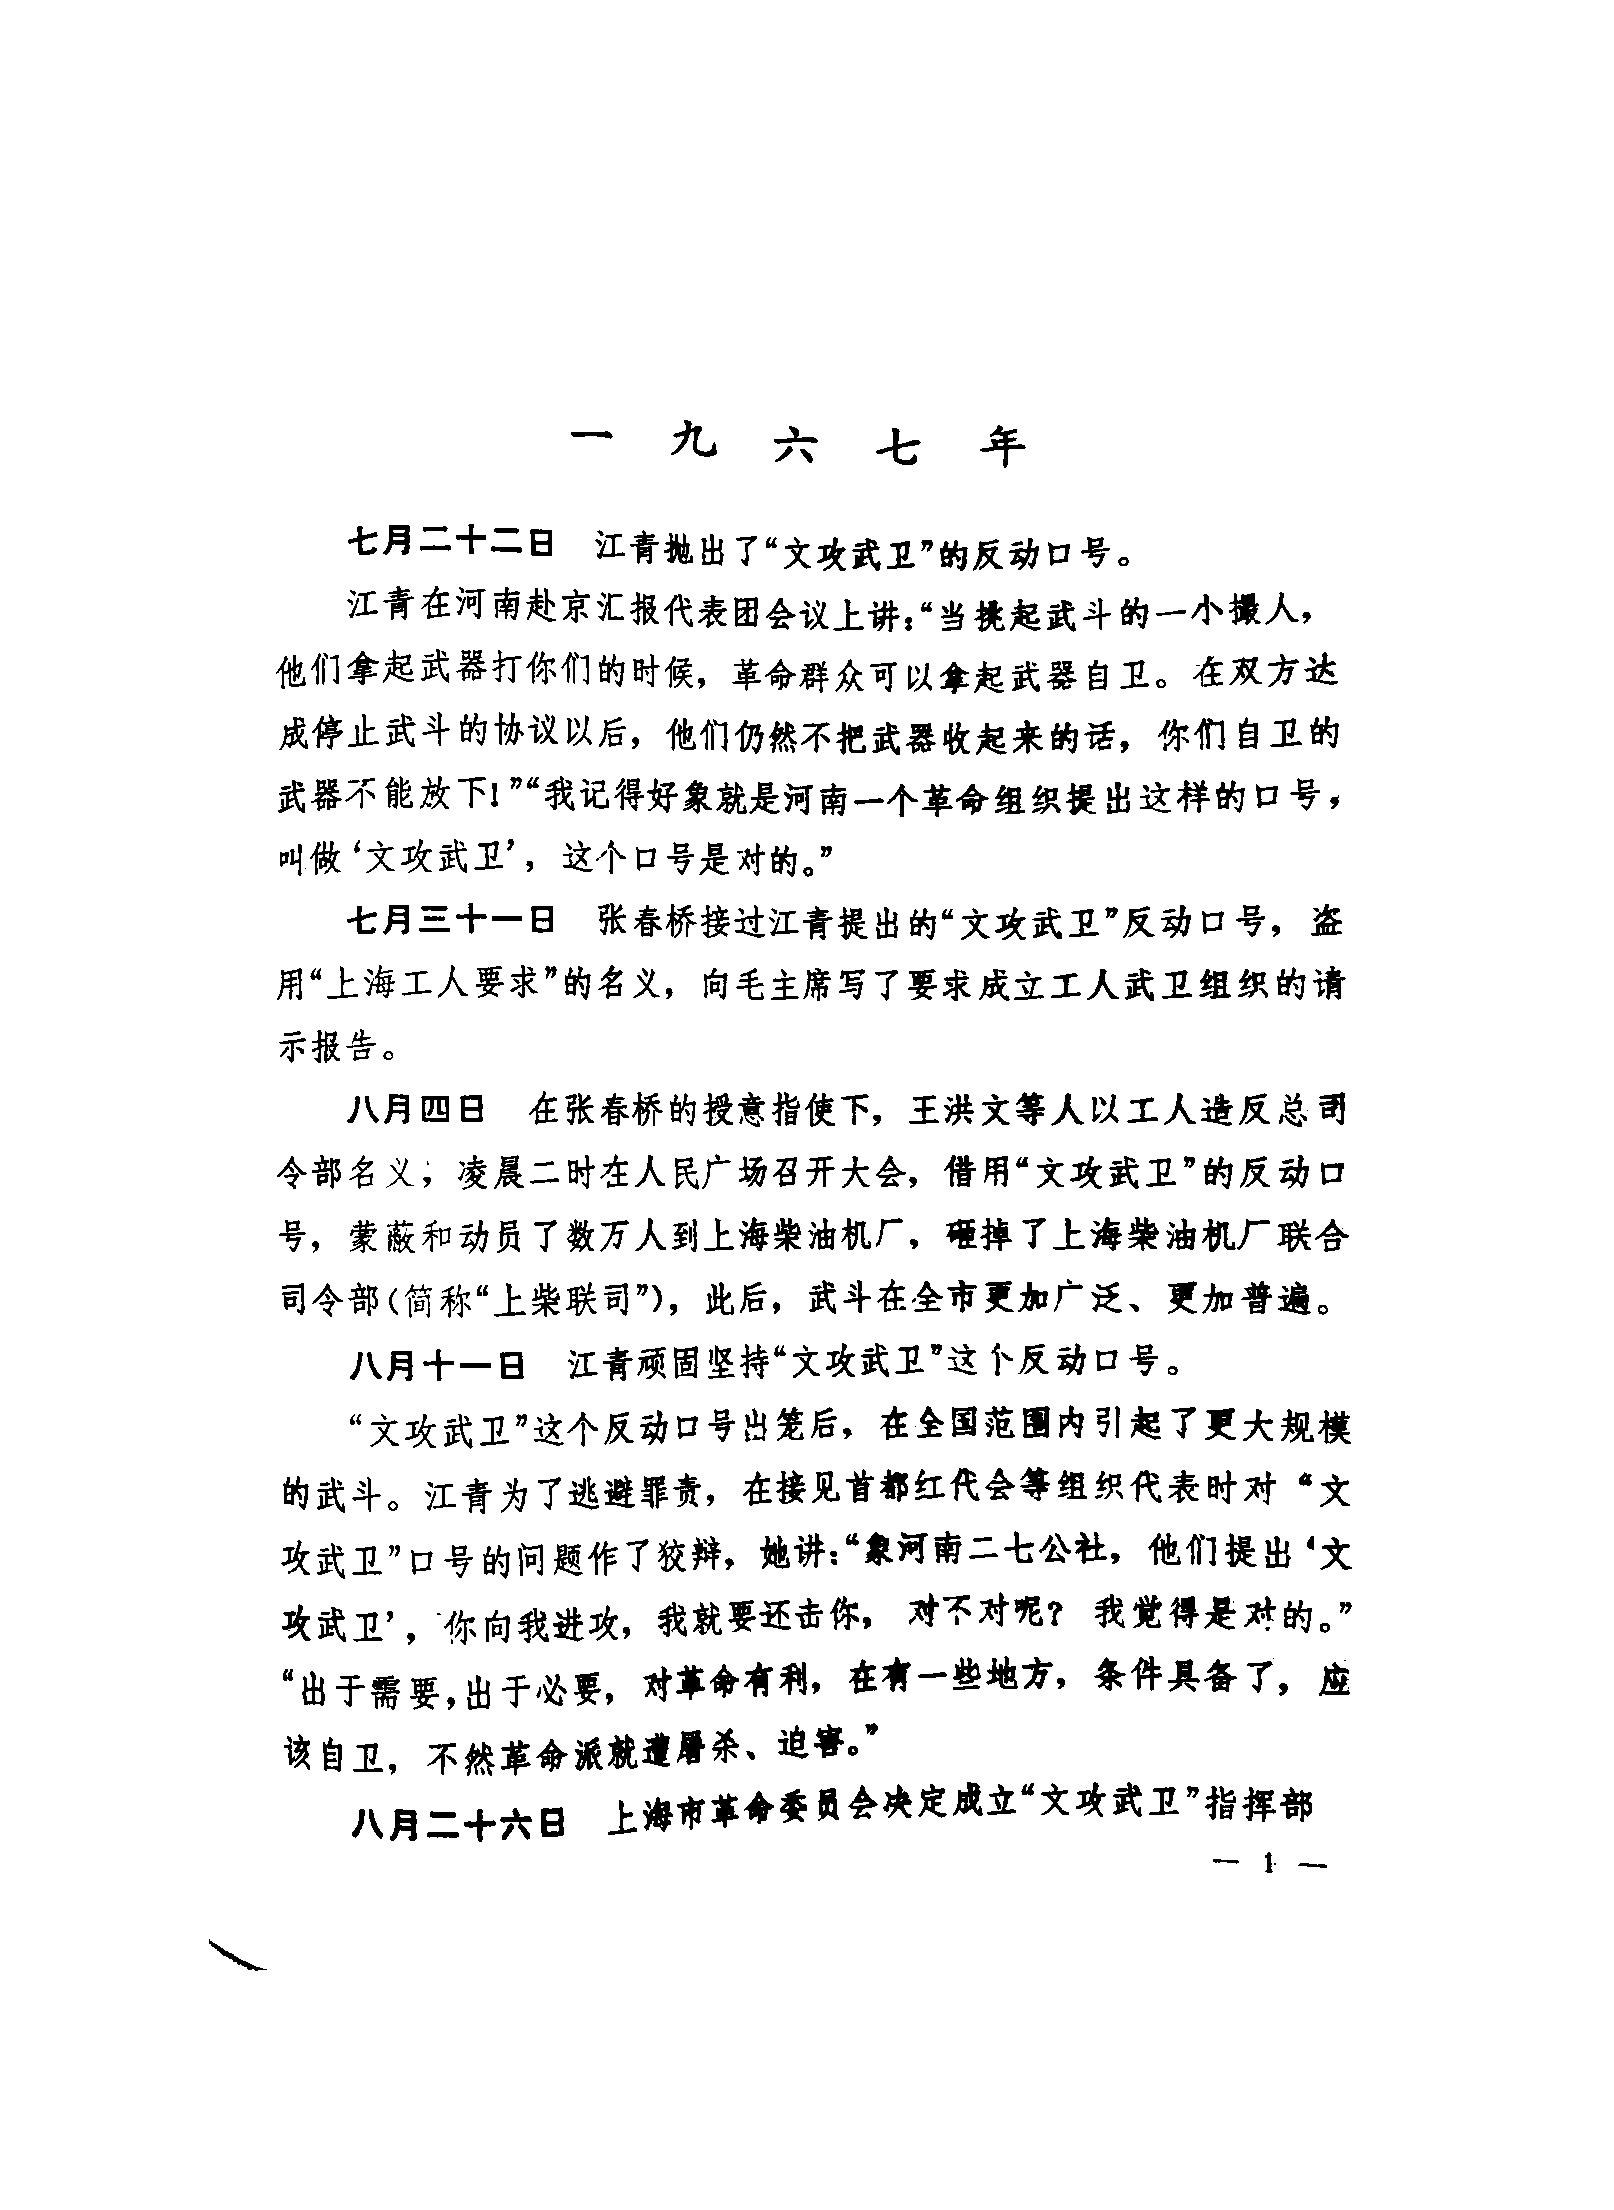 一九六七年
七月二十二日 江青抛出了“文攻武卫”的反动口号。
江青在河南赴京汇报代表团会议上讲：“当挑起武斗的一小撮人，
他们拿起武器打你们的时候，革命群众可以拿起武器自卫。在双方达
成停止武斗的协议以后，他们仍然不把武器收起来的话，你们自卫的
武器不能放下！”“我记得好象就是河南一个革命组织提出这样的口号，
叫做‘文攻武卫’，这个口号是对的。”
七月三十一日 张春桥接过江青提出的“文攻武卫”反动口号，盗
用“上海工人要求”的名义，向毛主席写了要求成立工人武卫组织的请
示报告。
八月四日 在张春桥的授意指使下，王洪文等人以工人造反总司
令部名义；凌晨二时在人民广场召开大会，借用“文攻武卫”的反动口
号，蒙蔽和动员了数万人到上海柴油机厂，砸掉了上海柴油机厂联合
司令部（简称“上柴联司”），此后，武斗在全市更加广泛、更加普遍。
八月十一日 江青顽固坚持“文攻武卫”这个反动口号。
“文攻武卫”这个反动口号出笼后，在全国范围内引起了更大规模
的武斗。江青为了逃避罪责，在接见首都红代会等组织代表时对“文
攻武卫”口号的问题作了狡辩，她讲：“象河南二七公社，他们提出‘文
攻武卫’，你向我进攻，我就要还击你，对不对呢？我觉得是对的。”
“出于需要，出于必要，对革命有利，在有一些地方，条件具备了，应
该自卫，不然革命派就遭屠杀、迫害。”
八月二十六日 上海市革命委员会决定成立“文攻武卫”指挥部
— 1 —